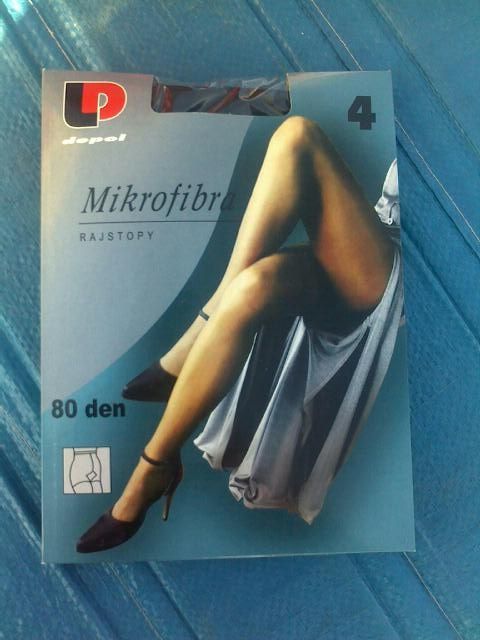 depol
4
Mikrofibra
RAJSTOPY
80 den